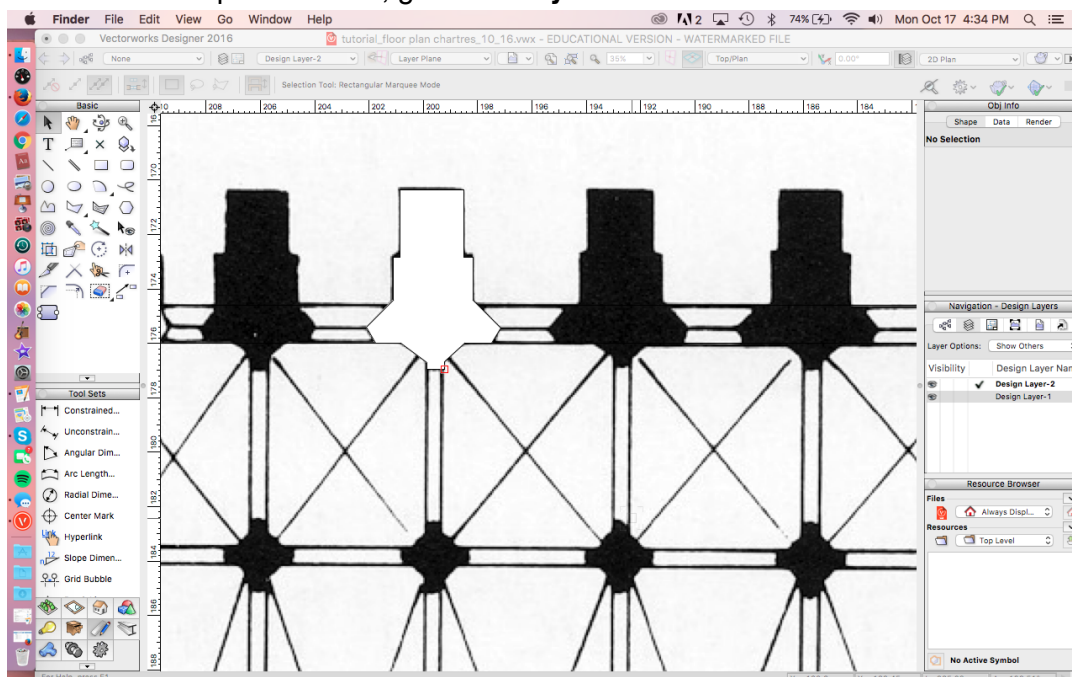 Finder File Edit View Go Window Help 2 74% Mon Oct 17 4:34 PM
Vectorworks Designer 2016 tutorial_floor plan chartres_10_16.vwx - EDUCATIONAL VERSION - WATERMARKED FILE
None Design Layer-2 Layer Plane 35% Top/Plan 0.00° 2D Plan
Selection Tool: Rectangular Marquee Mode
Basic
208 206 204 202 200 198 196 194 192 190 188 186 184
170
172
174
176
178
180
182
184
186
188
Tool Sets
Constrained...
Unconstrain...
Angular Dim...
Arc Length...
Radial Dime...
Center Mark
Hyperlink
Slope Dimen...
Grid Bubble
Obj Info
Shape Data Render
No Selection
Navigation - Design Layers
Layer Options: Show Others
Visibility Design Layer Nam
Design Layer-2
Design Layer-1
Resource Browser
Files
Always Displ...
Resources
Top Level
No Active Symbol